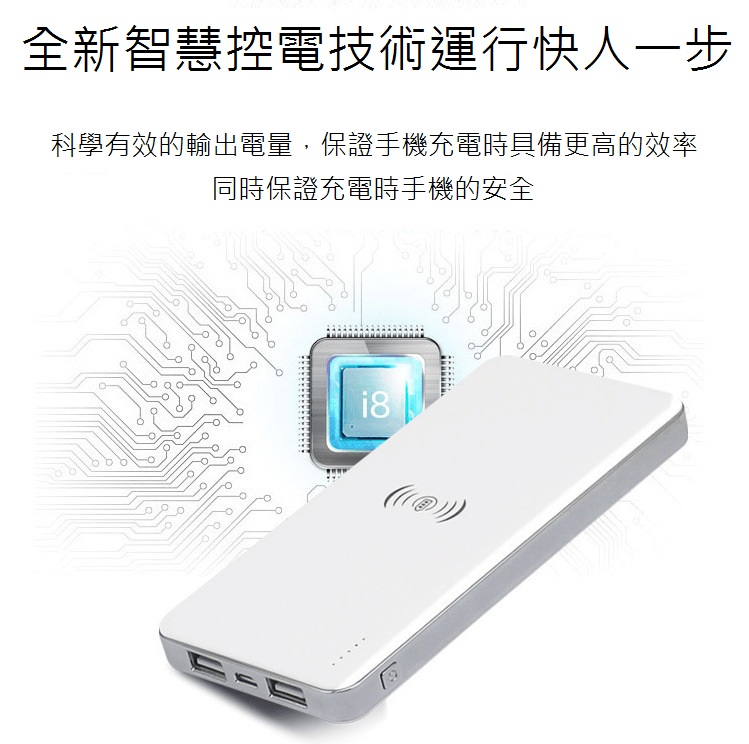 全新智慧控電技術運行快人一步
科學有效的輸出電量，保證手機充電時具備更高的效率
同時保證充電時手機的安全
i8